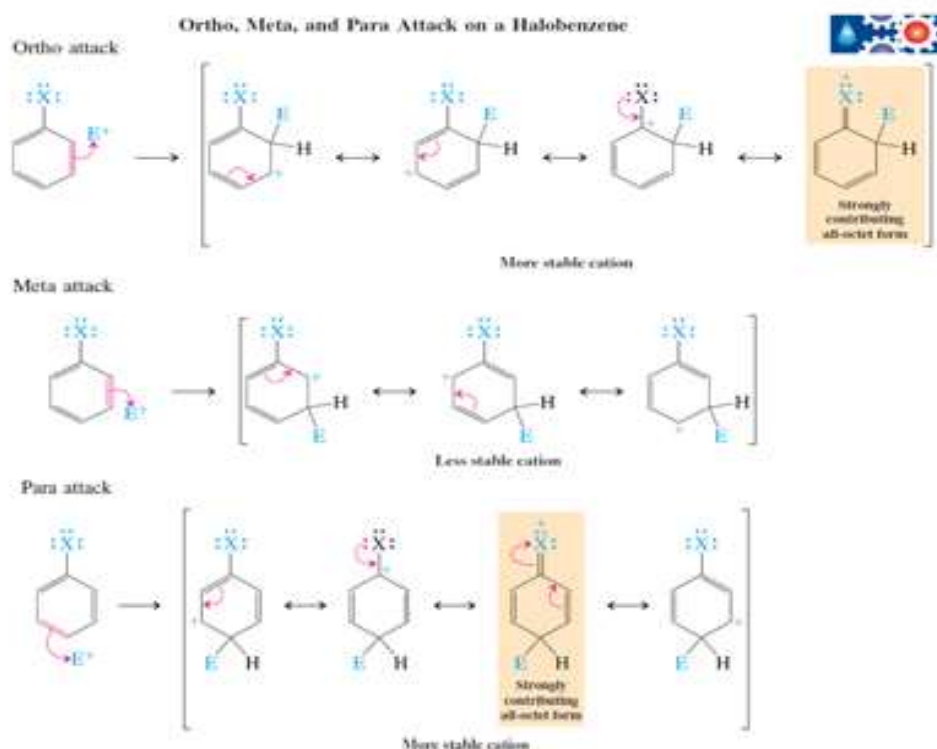 Ortho, Meta, and Para Attack on a Halobenzene
Ortho attack
:Ẍ: :Ẍ: :Ẍ: :Ẍ: +
E⁺ E E E :Ẍ: E
H + H + H + H
Strongly
contributing
all-octet form
More stable cation
Meta attack
:Ẍ: :Ẍ: :Ẍ: :Ẍ:
+ + H H H
E⁺ E E + E
Less stable cation
Para attack
:Ẍ: :Ẍ: :Ẍ: + :Ẍ:
+ Ẍ: +
E⁺ + E H E H E H E H
Strongly
contributing
all-octet form
More stable cation